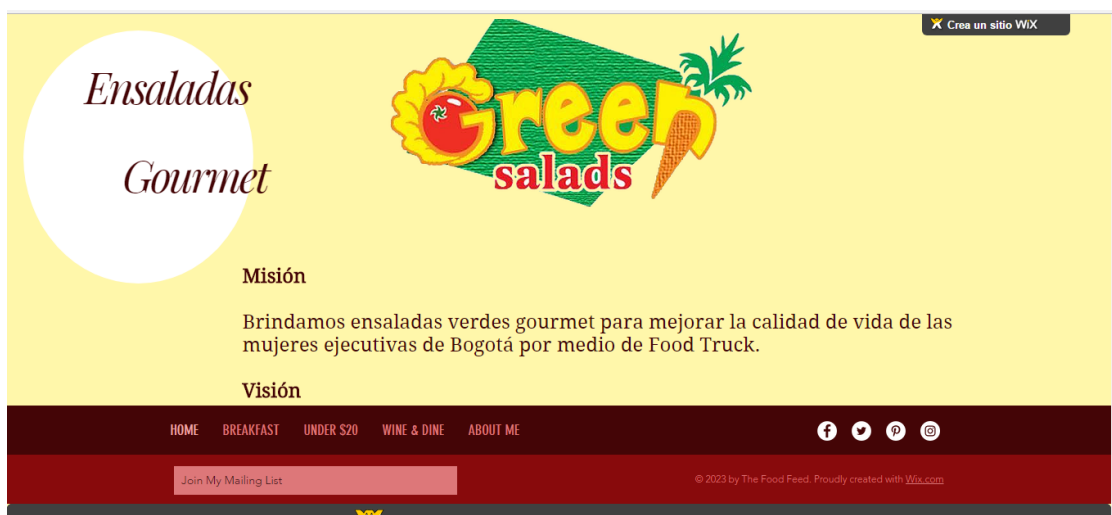 Crea un sitio WiX
Ensaladas
Gourmet
Green
salads
Misión
Brindamos ensaladas verdes gourmet para mejorar la calidad de vida de las
mujeres ejecutivas de Bogotá por medio de Food Truck.
Visión
HOME BREAKFAST UNDER $20 WINE & DINE ABOUT ME
Join My Mailing List
© 2023 by The Food Feed. Proudly created with Wix.com